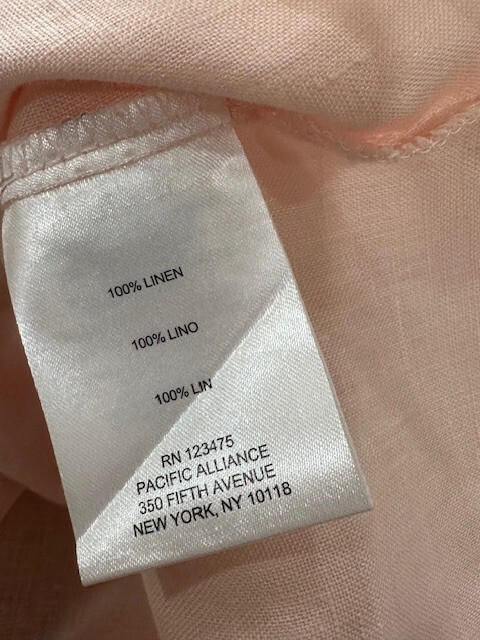 100% LINEN
100% LINO
100% LIN
RN 123475
PACIFIC ALLIANCE
350 FIFTH AVENUE
NEW YORK, NY 10118